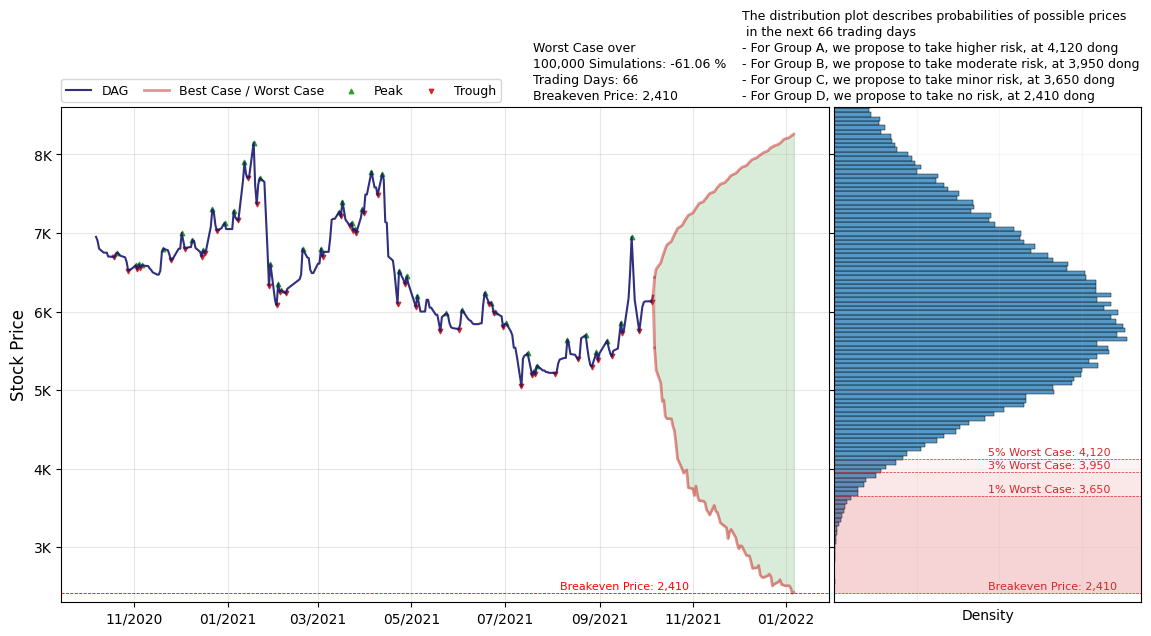 The distribution plot describes probabilities of possible prices
in the next 66 trading days
- For Group A, we propose to take higher risk, at 4,120 dong
- For Group B, we propose to take moderate risk, at 3,950 dong
- For Group C, we propose to take minor risk, at 3,650 dong
- For Group D, we propose to take no risk, at 2,410 dong
Worst Case over
100,000 Simulations: -61.06 %
Trading Days: 66
Breakeven Price: 2,410
DAG
Best Case / Worst Case
Peak
Trough
Stock Price
8K
7K
6K
5K
4K
3K
Breakeven Price: 2,410
11/2020
01/2021
03/2021
05/2021
07/2021
09/2021
11/2021
01/2022
5% Worst Case: 4,120
3% Worst Case: 3,950
1% Worst Case: 3,650
Breakeven Price: 2,410
Density